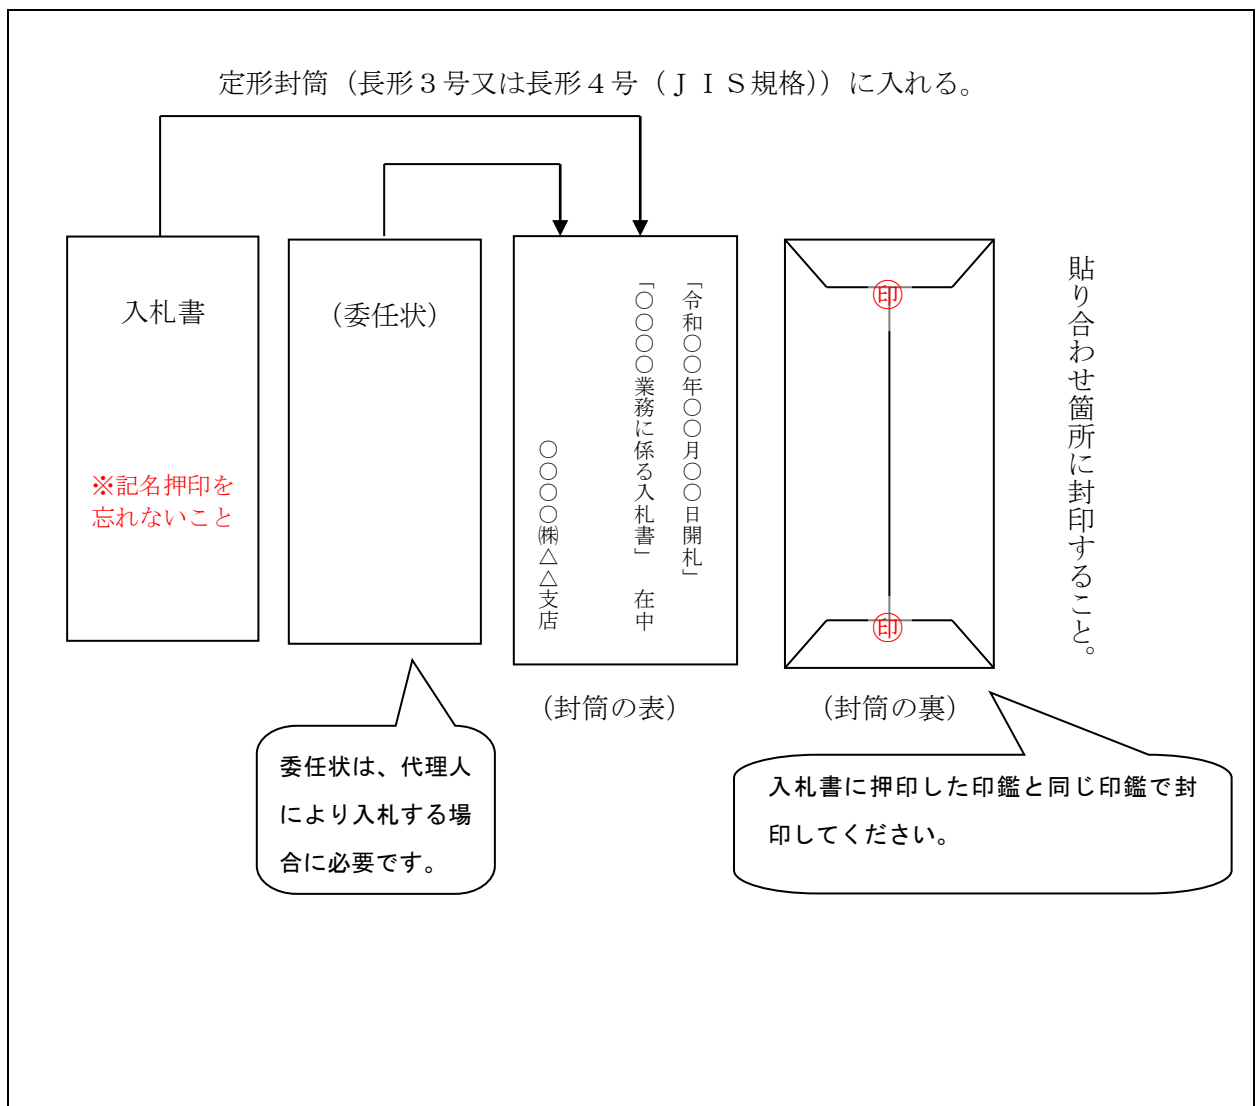 定形封筒（長形３号又は長形４号（ＪＩＳ規格））に入れる。
入札書
※記名押印を
忘れないこと
（委任状）
「令和○○年○○月○○日開札」
「○○○○業務に係る入札書」　在中
○○○○㈱△△支店
印
印
貼り合わせ箇所に封印すること。
（封筒の表）
（封筒の裏）
委任状は、代理人
により入札する場
合に必要です。
入札書に押印した印鑑と同じ印鑑で封
印してください。